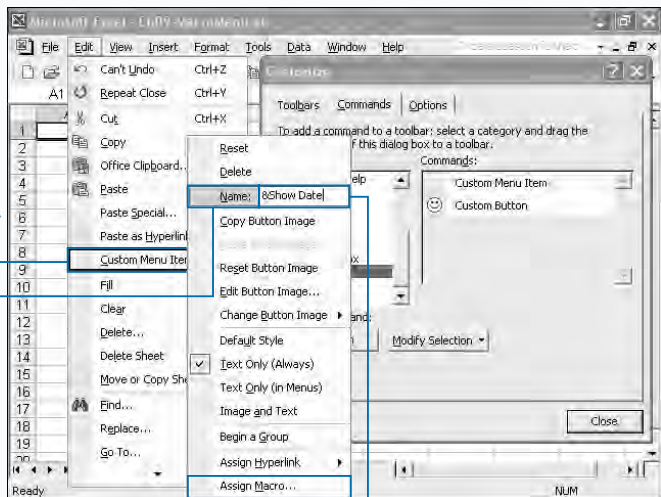 Microsoft Excel - Ch09-MacroMenu.xls
File Edit View Insert Format Tools Data Window Help
Can't Undo Ctrl+Z
Repeat Close Ctrl+Y
Cut Ctrl+X
Copy
Office Clipboard...
Paste
Paste Special...
Paste as Hyperlin
Custom Menu Ite
Fill
Clear
Delete...
Delete Sheet
Move or Copy She
Find...
Replace...
Go To...
A1
1
2
3
4
5
6
7
8
9
10
11
12
13
14
15
16
17
18
19
20
Reset
Delete
Name: &Show Date
Copy Button Image
Reset Button Image
Edit Button Image...
Change Button Image
Default Style
Text Only (Always)
Text Only (in Menus)
Image and Text
Begin a Group
Assign Hyperlink
Assign Macro...
Customize
Toolbars Commands Options
To add a command to a toolbar: select a category and drag the
f this dialog box to a toolbar.
Commands:
elp
Custom Menu Item
Custom Button
and:
Modify Selection
Close
Ready
NUM